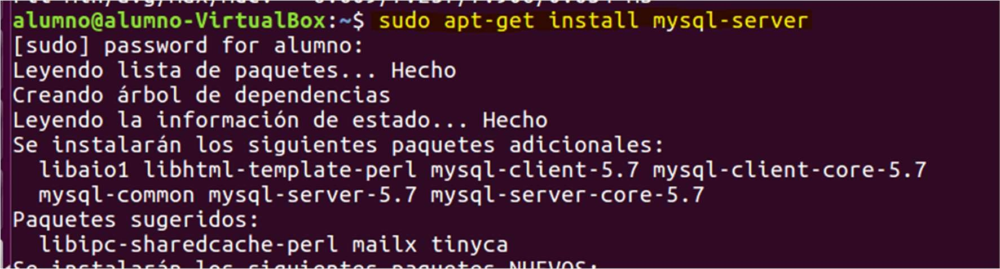 alumno@alumno-VirtualBox:~$ sudo apt-get install mysql-server
[sudo] password for alumno:
Leyendo lista de paquetes... Hecho
Creando árbol de dependencias
Leyendo la información de estado... Hecho
Se instalarán los siguientes paquetes adicionales:
libaio1 libhtml-template-perl mysql-client-5.7 mysql-client-core-5.7
mysql-common mysql-server-5.7 mysql-server-core-5.7
Paquetes sugeridos:
libipc-sharedcache-perl mailx tinyca
Se instalarán los siguientes paquetes NUEVOS: